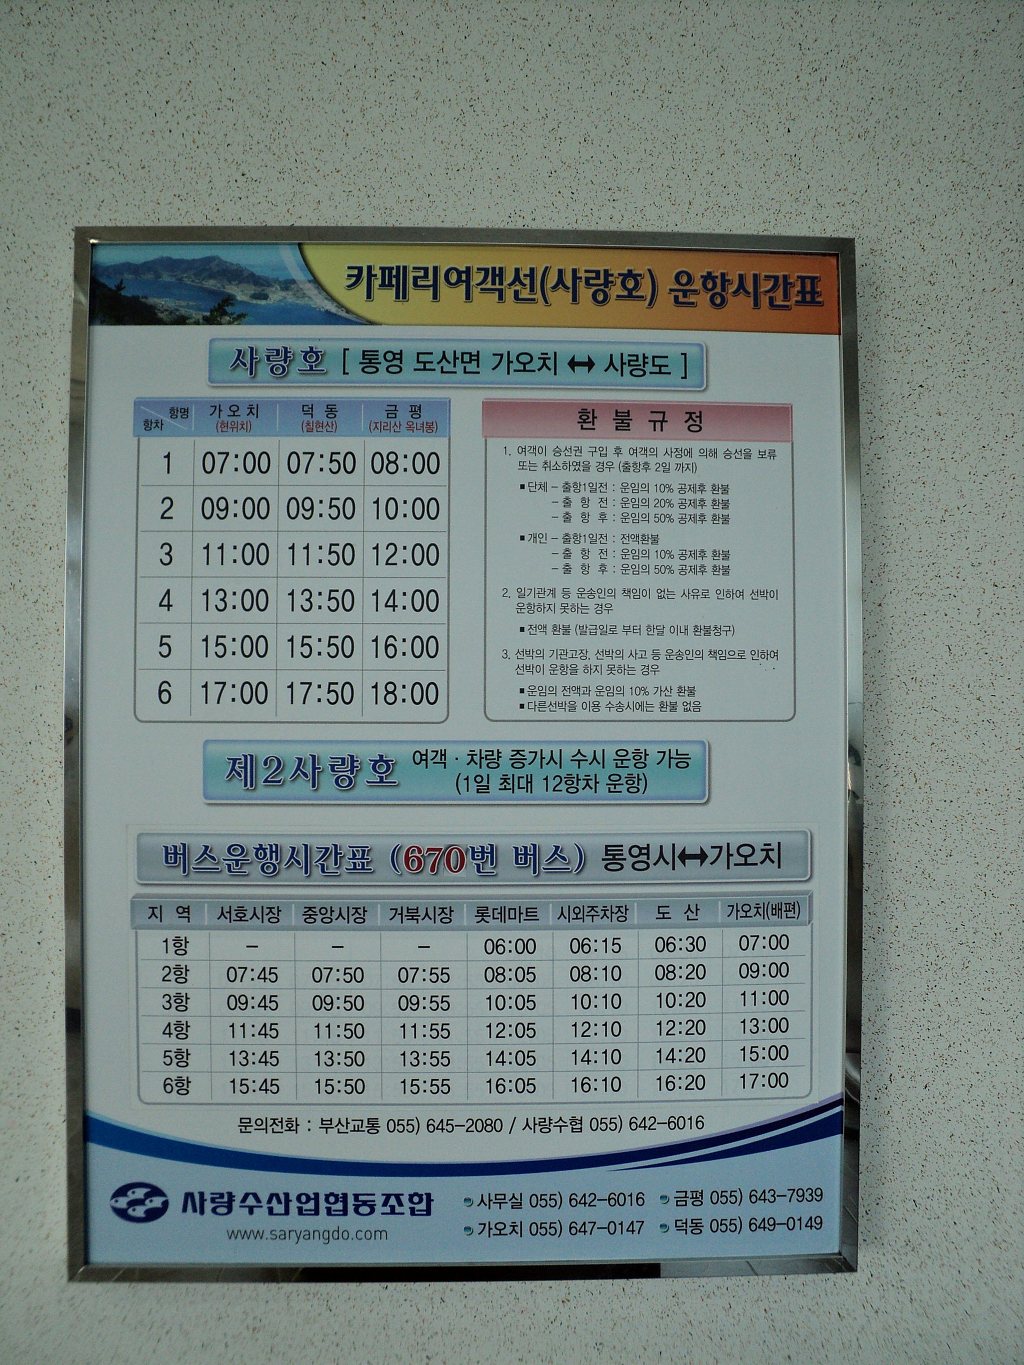 카페리여객선(사량호) 운항시간표
사량호 [ 통영 도산면 가오치 ↔ 사량도 ]
항명 항차 가오치 (현위치) 덕동 (칠현산) 금평 (지리산 옥녀봉)
1 07:00 07:50 08:00
2 09:00 09:50 10:00
3 11:00 11:50 12:00
4 13:00 13:50 14:00
5 15:00 15:50 16:00
6 17:00 17:50 18:00
환불규정
1. 여객이 승선권 구입 후 여객의 사정에 의해 승선을 보류
또는 취소하였을 경우 (출항후 2일 까지)
■ 단체 - 출항1일전 : 운임의 10% 공제후 환불
- 출 항 전 : 운임의 20% 공제후 환불
- 출 항 후 : 운임의 50% 공제후 환불
■ 개인 - 출항1일전 : 전액환불
- 출 항 전 : 운임의 10% 공제후 환불
- 출 항 후 : 운임의 50% 공제후 환불
2. 일기관계 등 운송인의 책임이 없는 사유로 인하여 선박이
운항하지 못하는 경우
■ 전액 환불 (발급일로 부터 한달 이내 환불청구)
3. 선박의 기관고장, 선박의 사고 등 운송인의 책임으로 인하여
선박이 운항을 하지 못하는 경우
■ 운임의 전액과 운임의 10% 가산 환불
■ 다른선박을 이용 수송시에는 환불 없음
제2사량호 여객 · 차량 증가시 수시 운항 가능
(1일 최대 12항차 운항)
버스운행시간표 (670번 버스) 통영시↔가오치
지 역 서호시장 중앙시장 거북시장 롯데마트 시외주차장 도 산 가오치(배편)
1항 - - - 06:00 06:15 06:30 07:00
2항 07:45 07:50 07:55 08:05 08:10 08:20 09:00
3항 09:45 09:50 09:55 10:05 10:10 10:20 11:00
4항 11:45 11:50 11:55 12:05 12:10 12:20 13:00
5항 13:45 13:50 13:55 14:05 14:10 14:20 15:00
6항 15:45 15:50 15:55 16:05 16:10 16:20 17:00
문의전화 : 부산교통 055) 645-2080 / 사량수협 055) 642-6016
사량수산업협동조합
www.saryangdo.com
사무실 055) 642-6016 금평 055) 643-7939
가오치 055) 647-0147 덕동 055) 649-0149